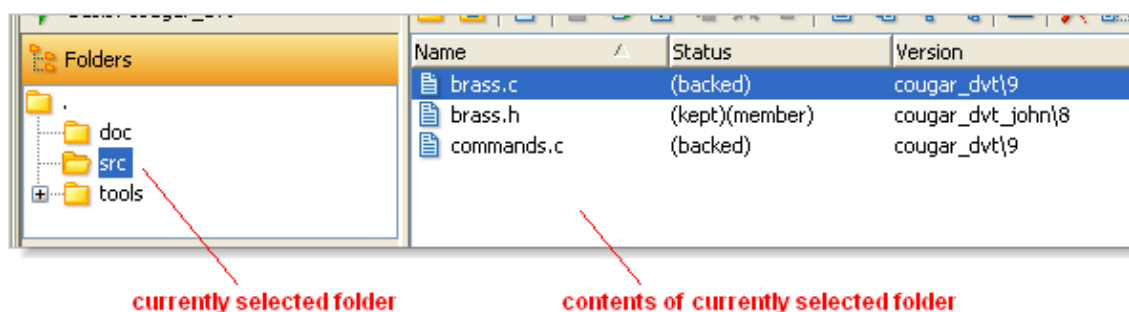 Folders
.
doc
src
tools
Name Status Version
brass.c (backed) cougar_dvt\9
brass.h (kept)(member) cougar_dvt_john\8
commands.c (backed) cougar_dvt\9
currently selected folder
contents of currently selected folder